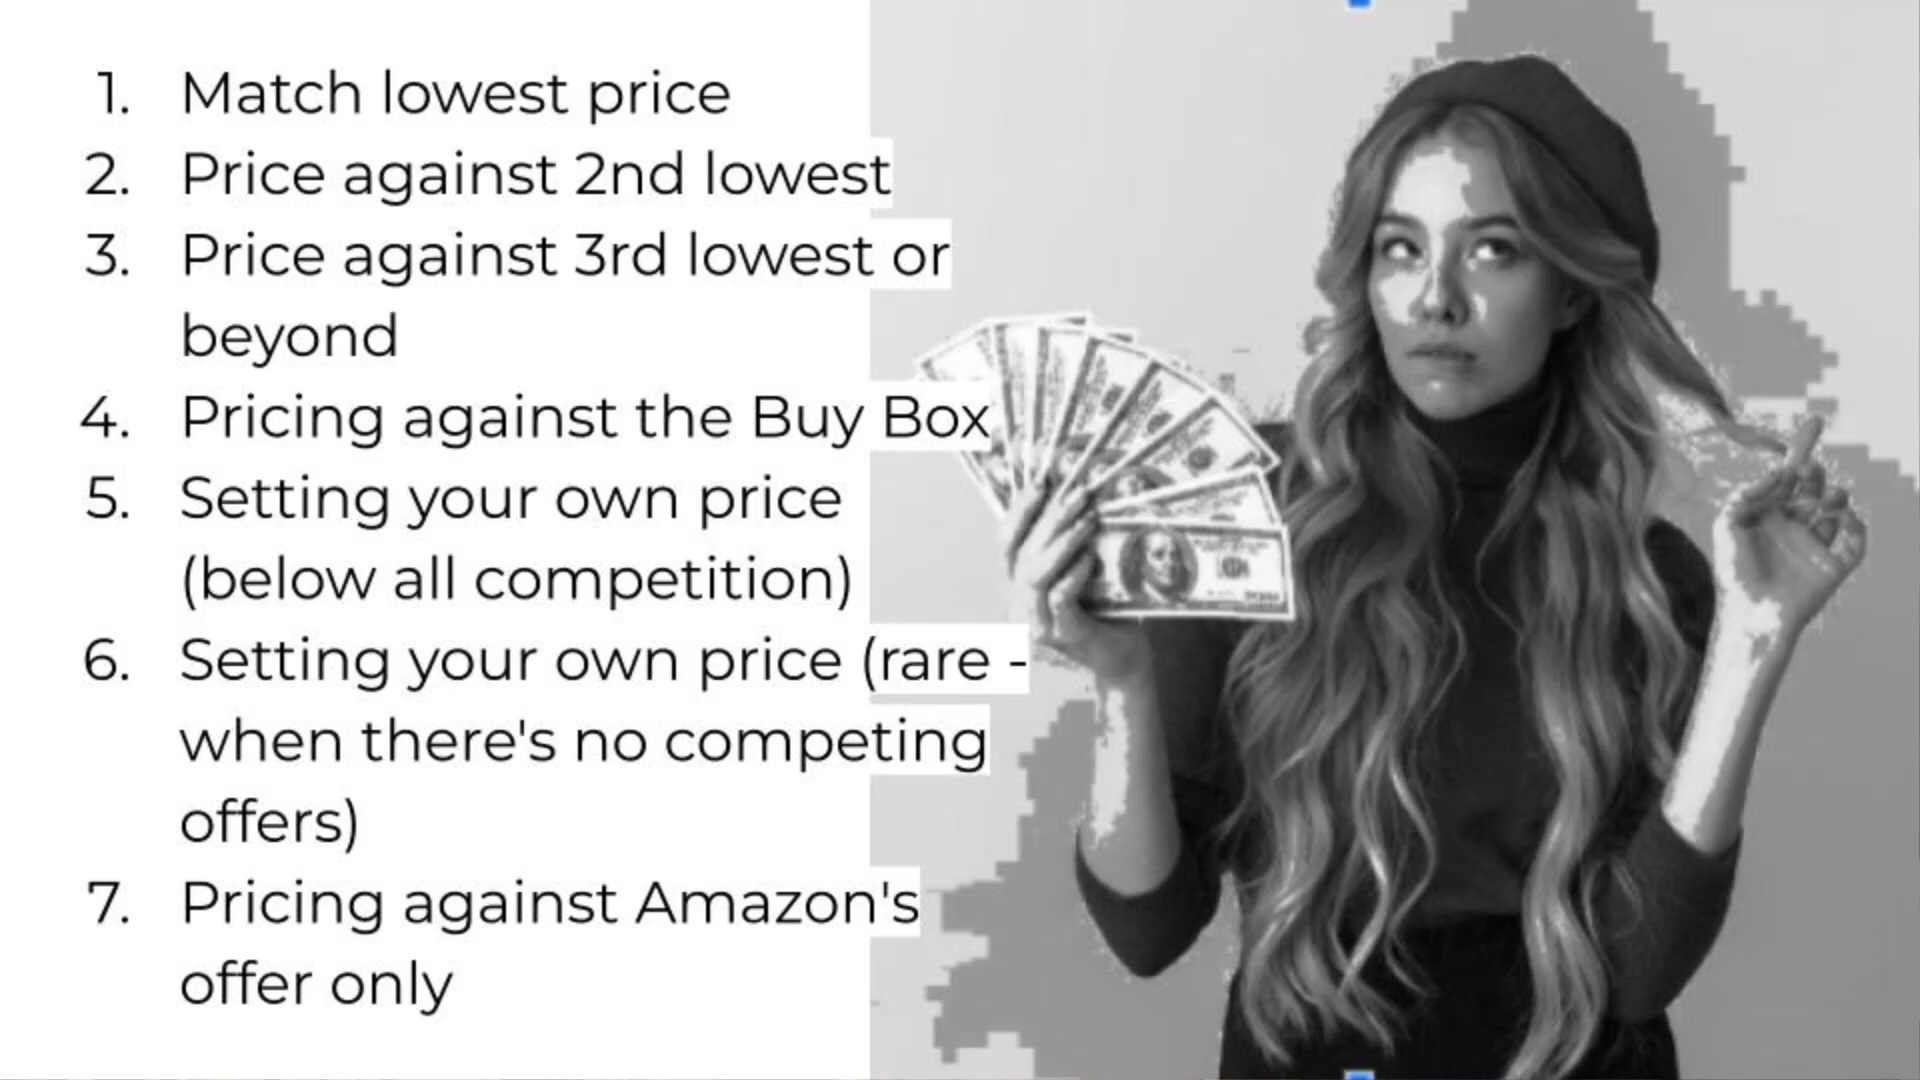 1. Match lowest price
2. Price against 2nd lowest
3. Price against 3rd lowest or
beyond
4. Pricing against the Buy Box
5. Setting your own price
(below all competition)
6. Setting your own price (rare -
when there's no competing
offers)
7. Pricing against Amazon's
offer only